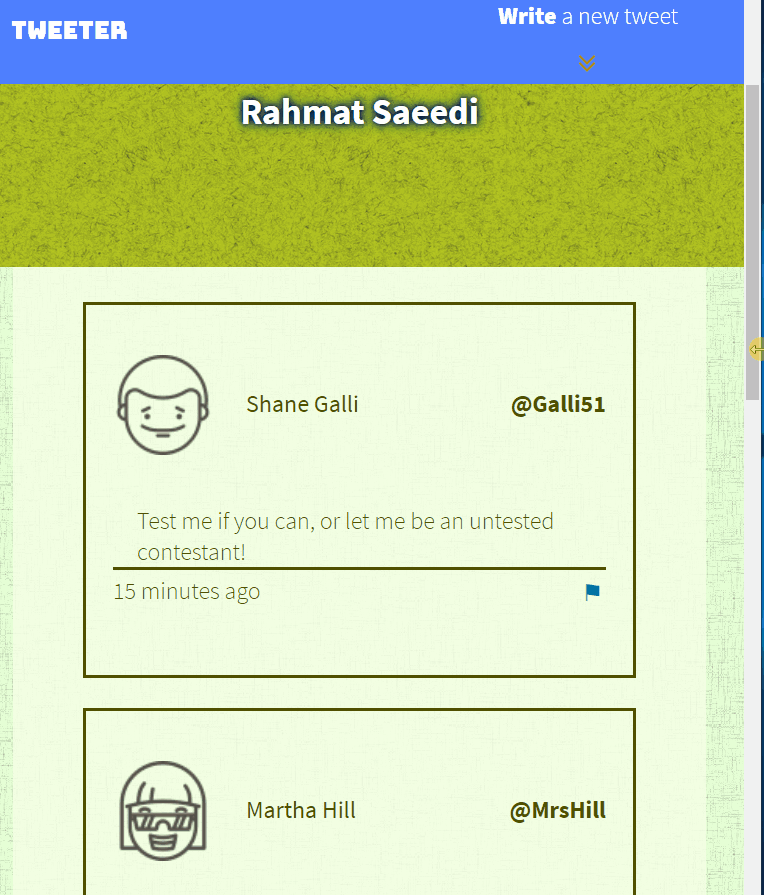 TWEETER
Write a new tweet
Rahmat Saeedi
Shane Galli
@Galli51
Test me if you can, or let me be an untested
contestant!
15 minutes ago
Martha Hill
@MrsHill